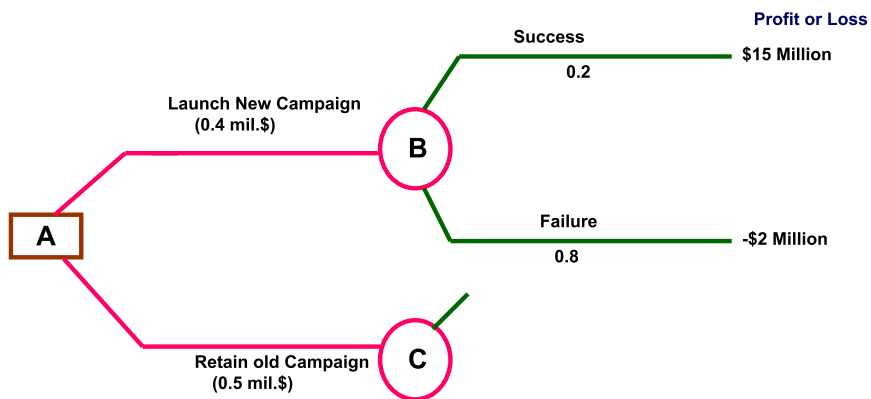 Profit or Loss
Success
$15 Million
0.2
Launch New Campaign
(0.4 mil.$)
B
A
Failure
-$2 Million
0.8
Retain old Campaign
(0.5 mil.$)
C